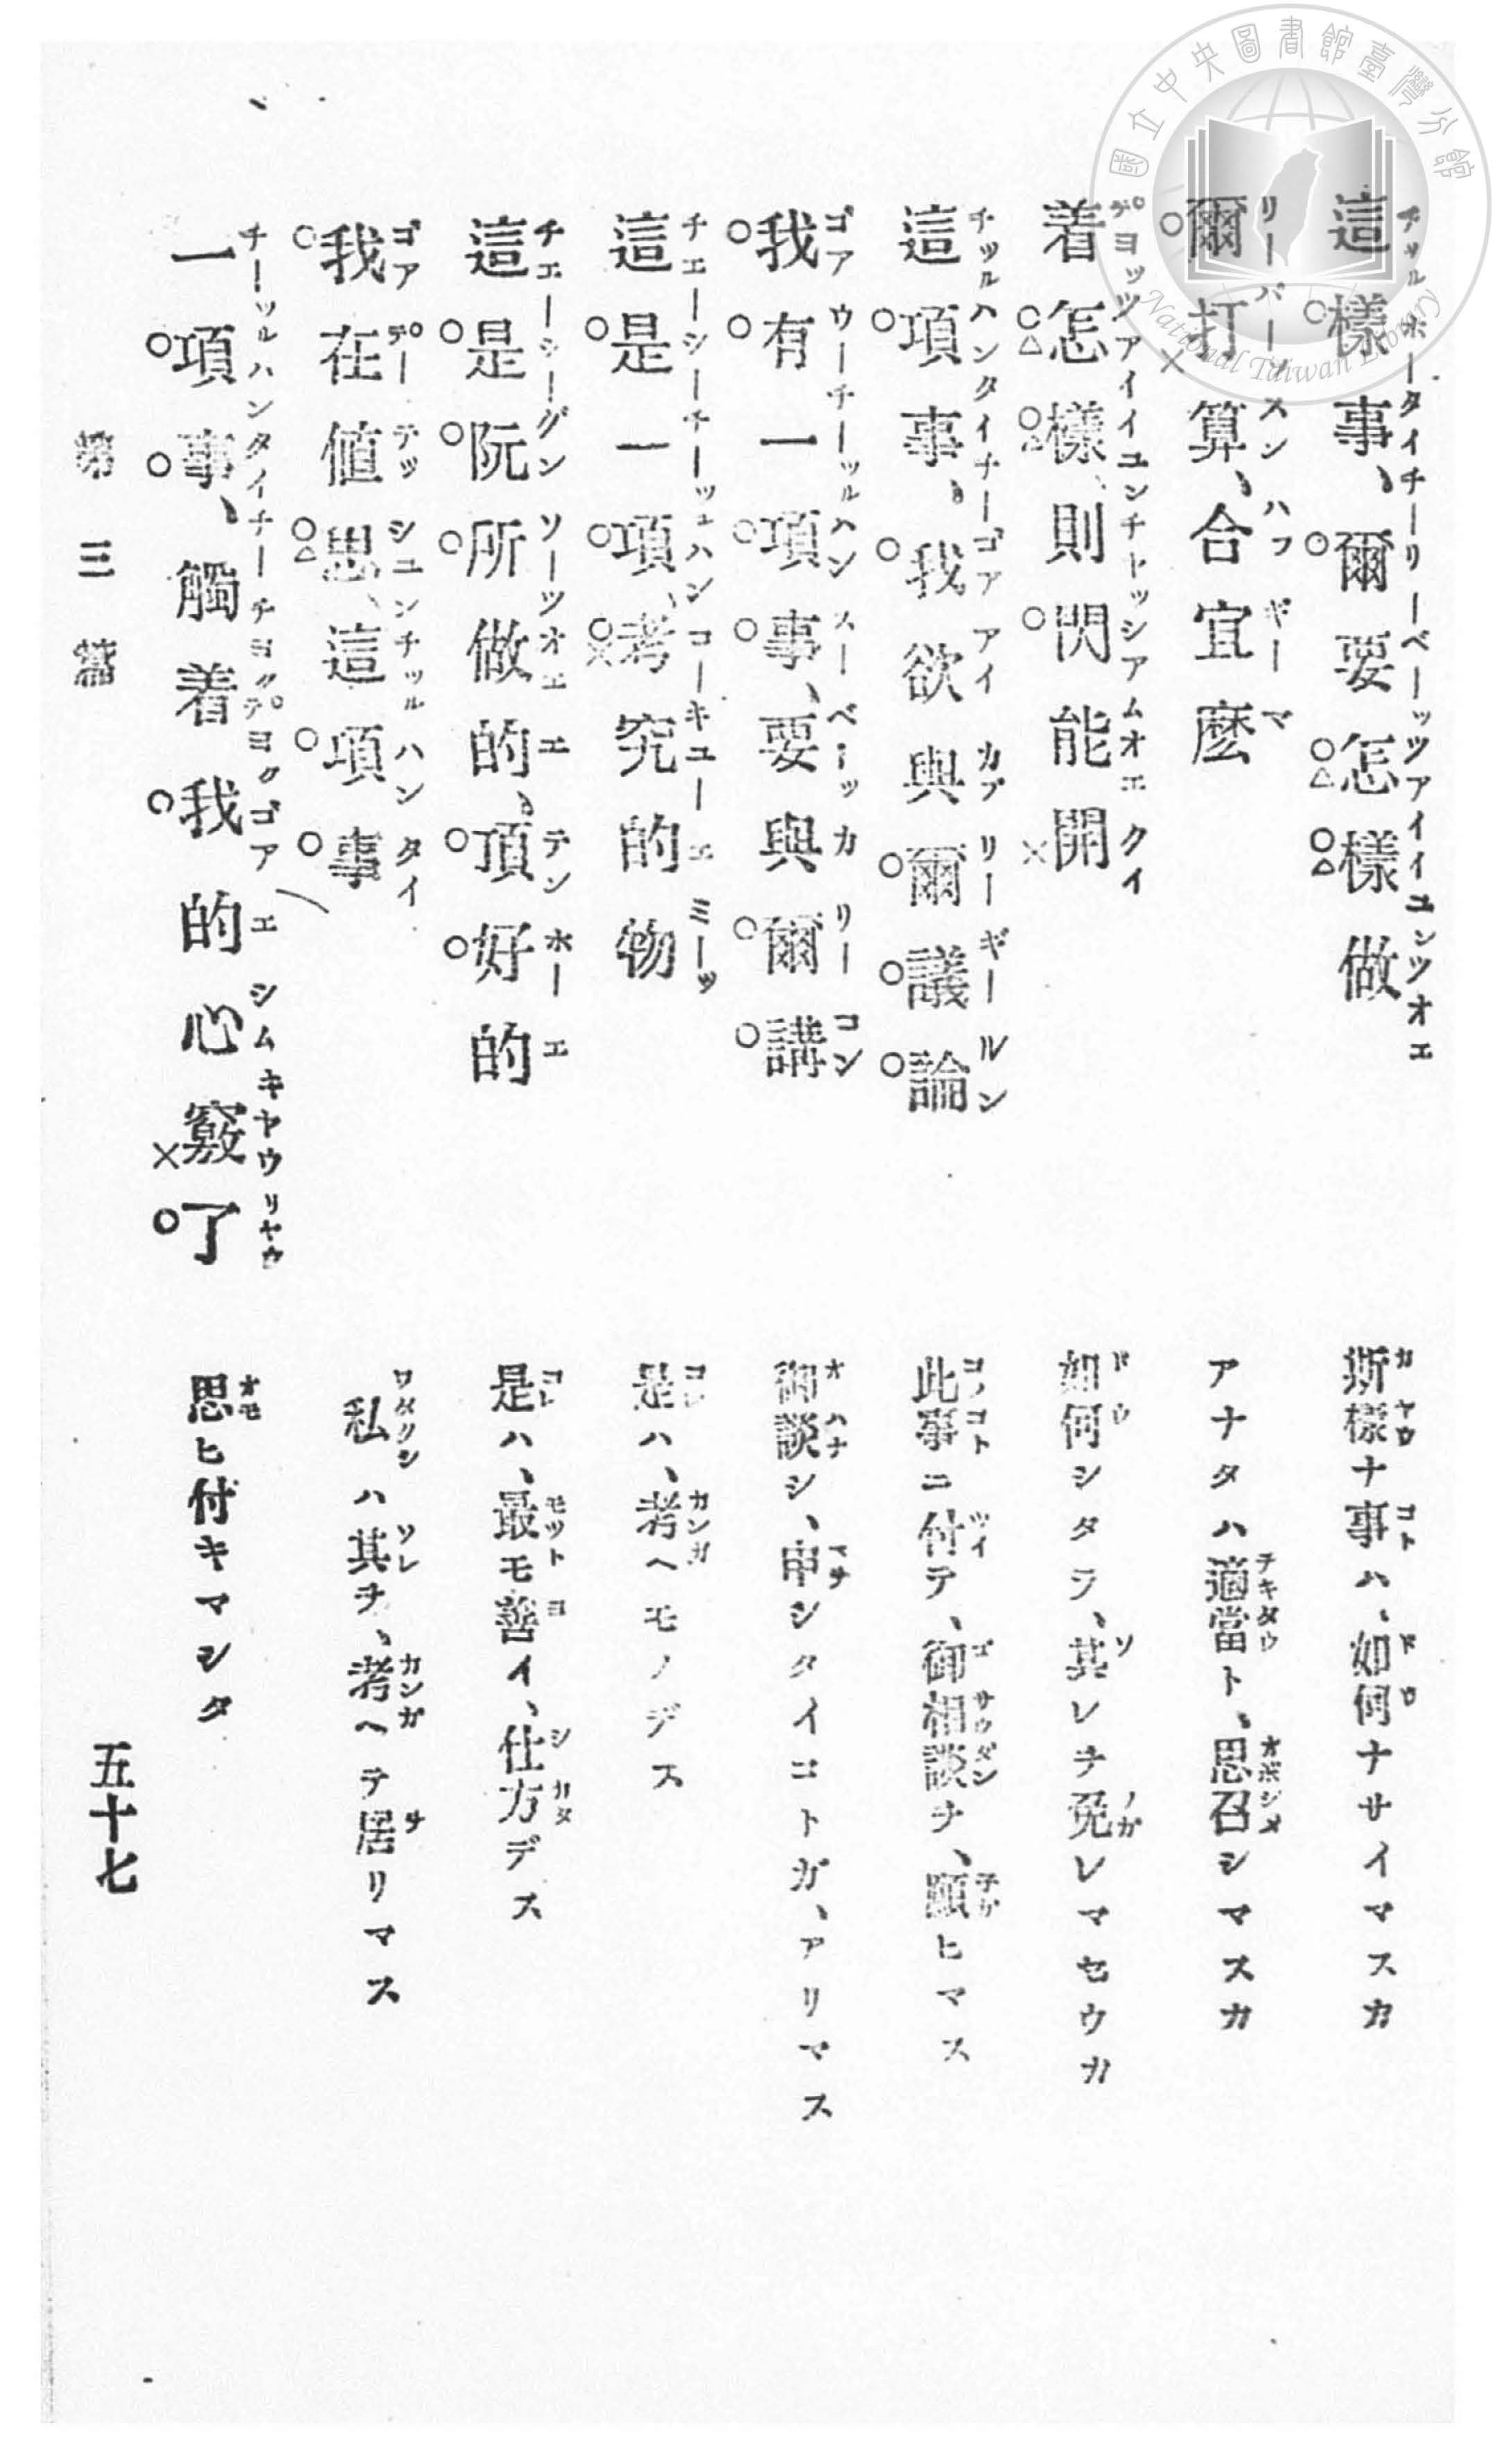 這樣事、爾要怎樣做
斯樣ナ事ハ、如何ナサイマスカ
爾打算、合宜麽
アナタハ適當ト、思召シマスカ
着怎樣、則閃能開
如何シタラ、其レヲ免レマセウカ
這項事、我欲與爾議論
此事ニ付テ、御相談ヲ、願ヒマス
我有一項事、要與爾講
御談シ、申シタイコトガ、アリマス
這是一項、考究的物
是ハ、考ヘモノデス
這是阮所做的、頂好的
是ハ、最モ善イ、仕方デス
我在値思、這項事
私ハ其ヲ、考ヘテ居リマス
一項事、觸着我的心竅了
思ヒ付キマシタ
第三篇
五十七
國立中央圖書館臺灣分館
National Taiwan Library